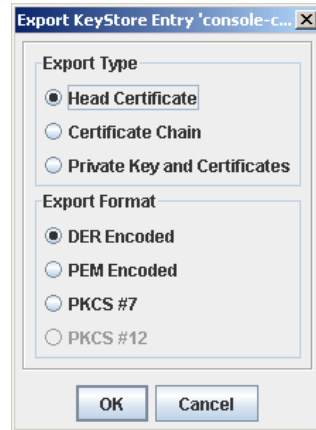 Export KeyStore Entry 'console-c...
Export Type
Head Certificate
Certificate Chain
Private Key and Certificates
Export Format
DER Encoded
PEM Encoded
PKCS #7
PKCS #12
OK Cancel